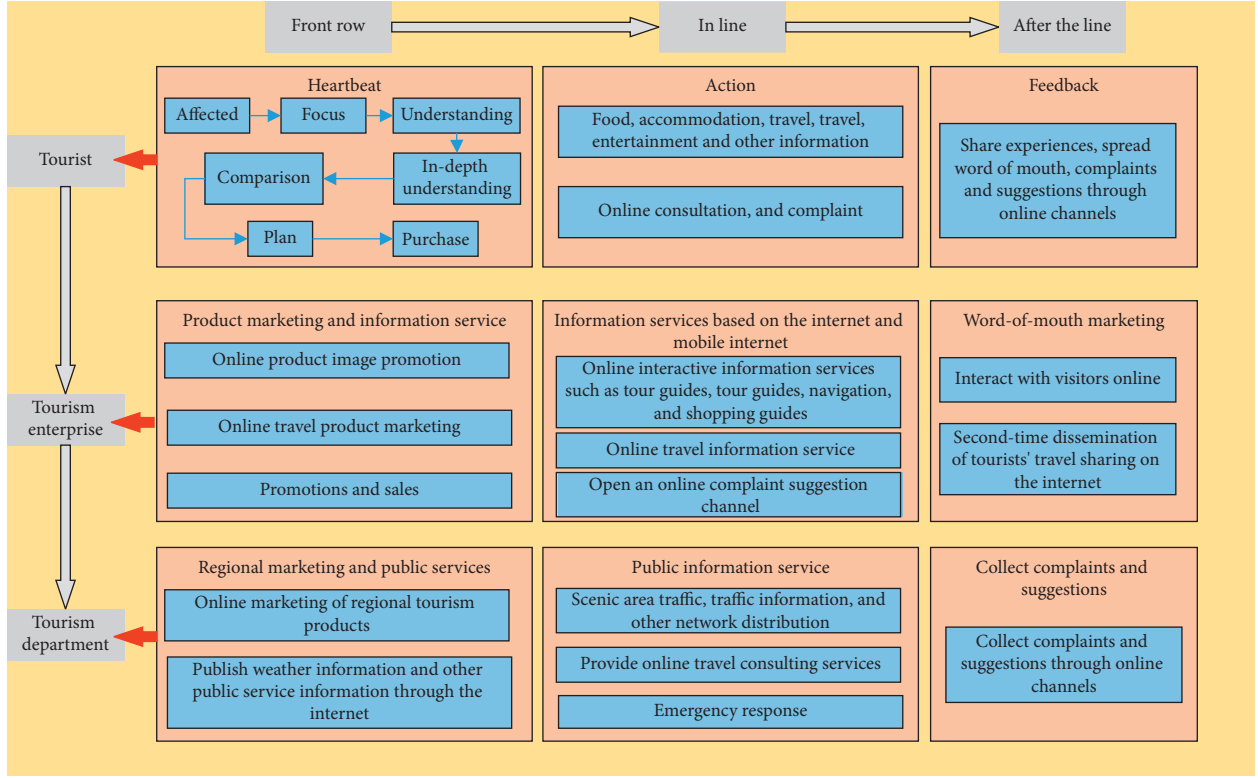 Front row
In line
After the line
Tourist
Heartbeat
Affected
Focus
Understanding
In-depth
understanding
Comparison
Plan
Purchase
Action
Food, accommodation, travel, travel,
entertainment and other information
Online consultation, and complaint
Feedback
Share experiences, spread
word of mouth, complaints
and suggestions through
online channels
Tourism
enterprise
Product marketing and information service
Online product image promotion
Online travel product marketing
Promotions and sales
Information services based on the internet and
mobile internet
Online interactive information services
such as tour guides, tour guides, navigation,
and shopping guides
Online travel information service
Open an online complaint suggestion
channel
Word-of-mouth marketing
Interact with visitors online
Second-time dissemination
of tourists' travel sharing on
the internet
Tourism
department
Regional marketing and public services
Online marketing of regional tourism
products
Publish weather information and other
public service information through the
internet
Public information service
Scenic area traffic, traffic information, and
other network distribution
Provide online travel consulting services
Emergency response
Collect complaints and
suggestions
Collect complaints and
suggestions through online
channels